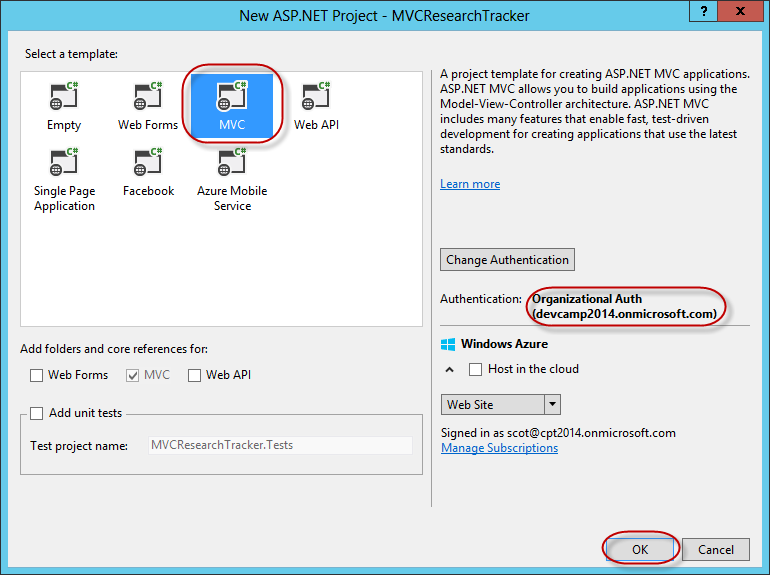 New ASP.NET Project - MVCResearchTracker
?
X
Select a template:
C#
C#
C#
C#
Empty
Web Forms
MVC
Web API
C#
C#
C#
Single Page
Application
Facebook
Azure Mobile
Service
A project template for creating ASP.NET MVC applications.
ASP.NET MVC allows you to build applications using the
Model-View-Controller architecture. ASP.NET MVC
includes many features that enable fast, test-driven
development for creating applications that use the latest
standards.
Learn more
Change Authentication
Authentication: Organizational Auth
(devcamp2014.onmicrosoft.com)
Windows Azure
Host in the cloud
Web Site
Signed in as scot@cpt2014.onmicrosoft.com
Manage Subscriptions
Add folders and core references for:
Web Forms
MVC
Web API
Add unit tests
Test project name:
MVCResearchTracker.Tests
OK
Cancel